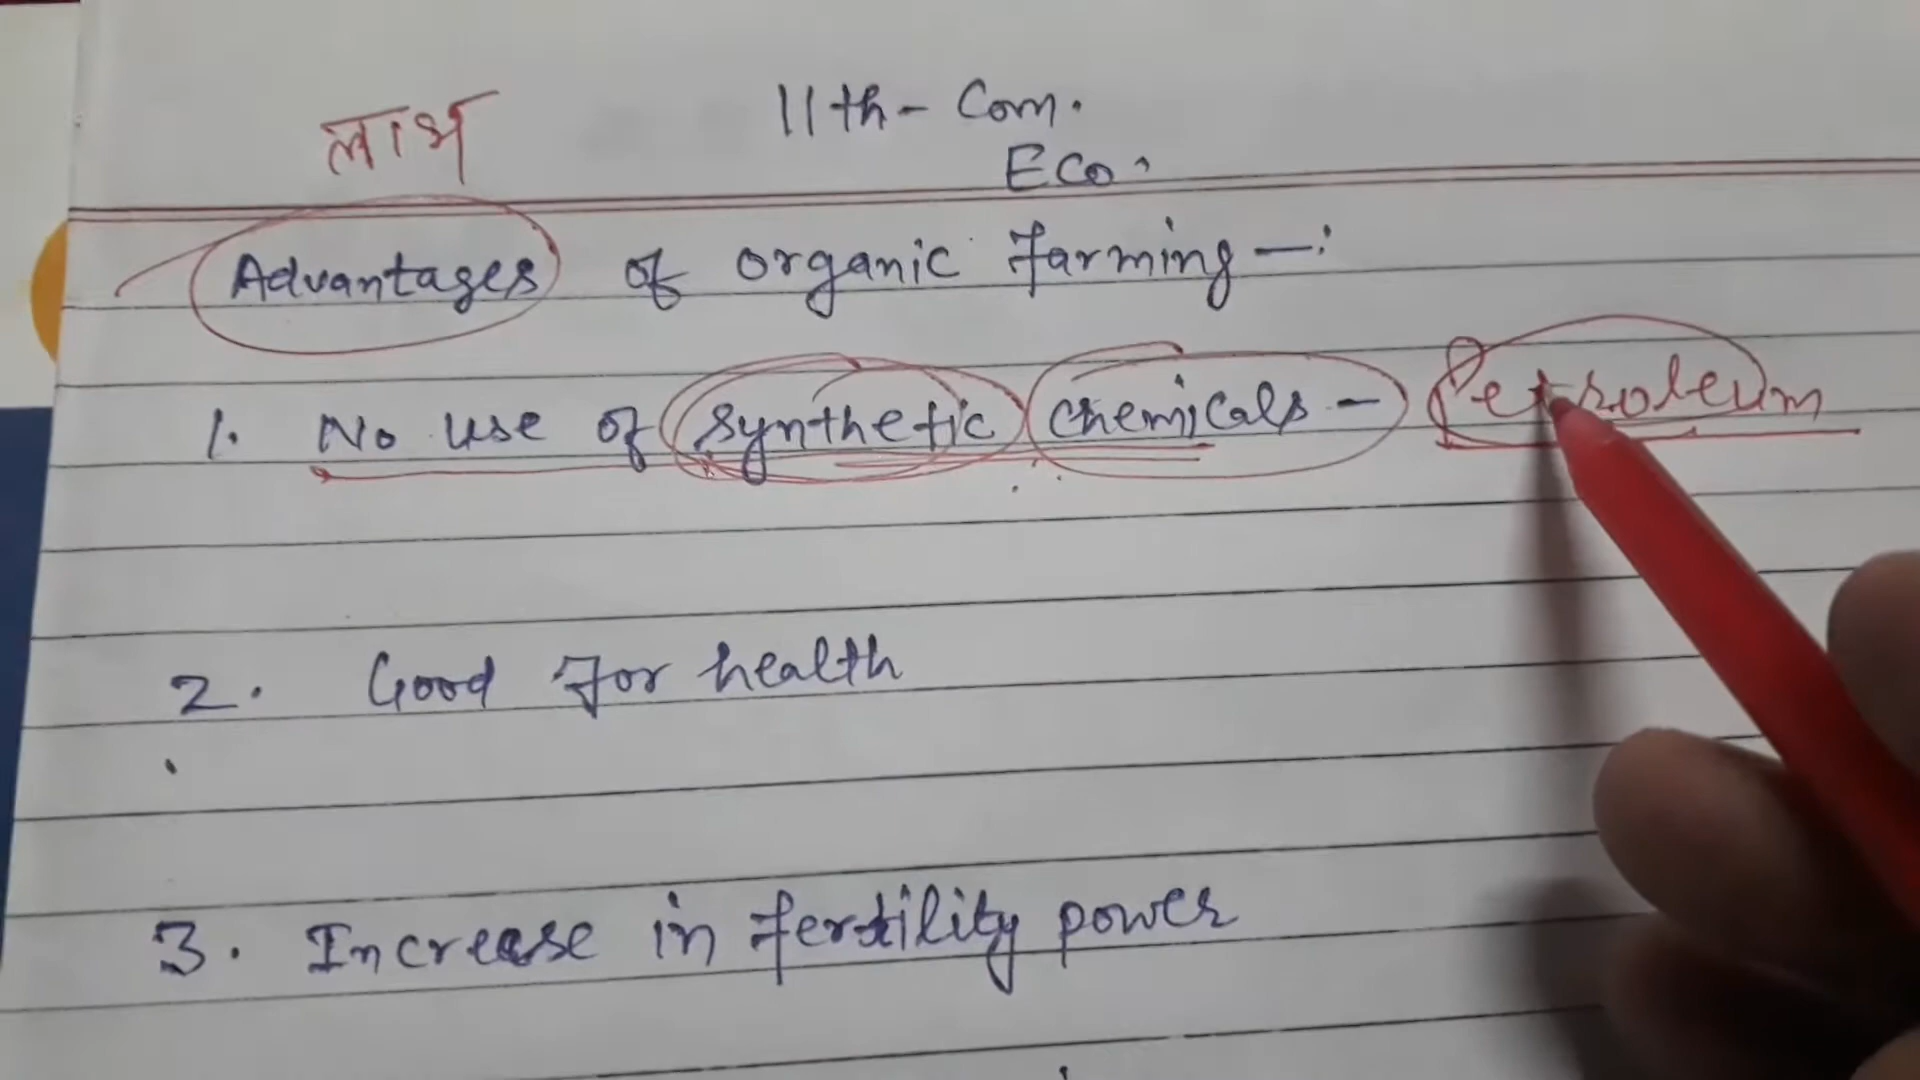 लाभ
11th - Com.
Eco.
Advantages of organic farming -:
1. No use of synthetic chemicals - Petroleum
2. Good for health
3. Increase in fertility power